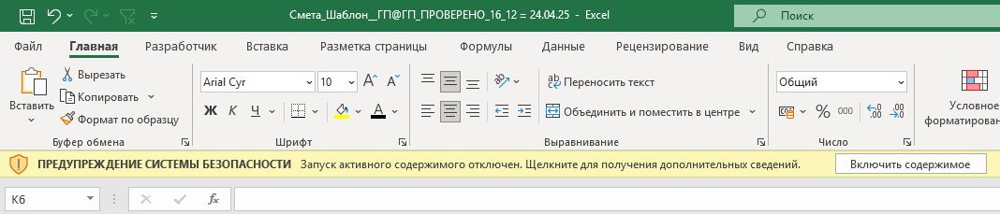 Смета_Шаблон__ГП@ГП_ПРОВЕРЕНО_16_12 = 24.04.25 - Excel
Поиск
Файл Главная Разработчик Вставка Разметка страницы Формулы Данные Рецензирование Вид Справка
Вставить
Вырезать
Копировать
Формат по образцу
Буфер обмена
Arial Cyr 10 A A
Ж К Ч А
Шрифт
ab
c
Переносить текст
Объединить и поместить в центре
Выравнивание
Общий
% 000 ,00 ,0 ,00
Число
Условное
форматирован
ПРЕДУПРЕЖДЕНИЕ СИСТЕМЫ БЕЗОПАСНОСТИ Запуск активного содержимого отключен. Щелкните для получения дополнительных сведений. Включить содержимое
K6 fx